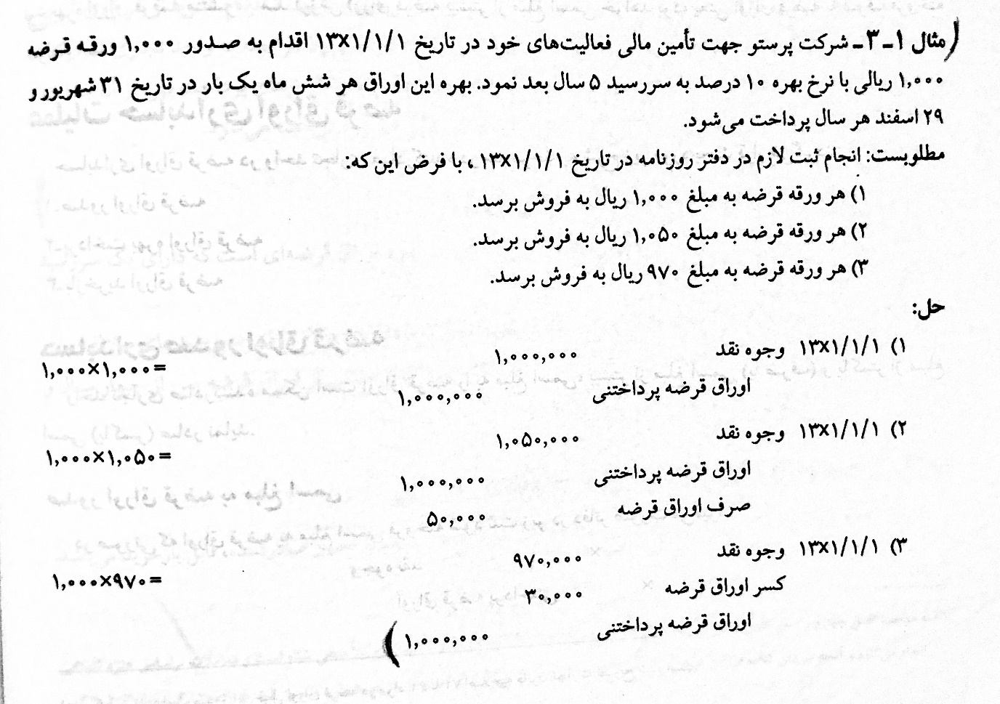 مثال ۱ـ۳ـ شرکت پرستو جهت تأمین مالی فعالیت‌های خود در تاریخ ۱۳X۱/۱/۱ اقدام به صدور ۱,۰۰۰ ورقه قرضه
۱,۰۰۰ ریالی با نرخ بهره ۱۰ درصد به سررسید ۵ سال بعد نمود. بهره این اوراق هر شش ماه یک بار در تاریخ ۳۱ شهریور و
۲۹ اسفند هر سال پرداخت می‌شود.
مطلوبست: انجام ثبت لازم در دفتر روزنامه در تاریخ ۱۳X۱/۱/۱ ، با فرض این که:
۱) هر ورقه قرضه به مبلغ ۱,۰۰۰ ریال به فروش برسد.
۲) هر ورقه قرضه به مبلغ ۱,۰۵۰ ریال به فروش برسد.
۳) هر ورقه قرضه به مبلغ ۹۷۰ ریال به فروش برسد.
حل:
۱) ۱۳X۱/۱/۱ وجوه نقد ۱,۰۰۰,۰۰۰ ۱,۰۰۰×۱,۰۰۰=
اوراق قرضه پرداختنی ۱,۰۰۰,۰۰۰
۲) ۱۳X۱/۱/۱ وجوه نقد ۱,۰۵۰,۰۰۰ ۱,۰۰۰×۱,۰۵۰=
اوراق قرضه پرداختنی ۱,۰۰۰,۰۰۰
صرف اوراق قرضه ۵۰,۰۰۰
۳) ۱۳X۱/۱/۱ وجوه نقد ۹۷۰,۰۰۰ ۱,۰۰۰×۹۷۰=
کسر اوراق قرضه ۳۰,۰۰۰
اوراق قرضه پرداختنی ۱,۰۰۰,۰۰۰